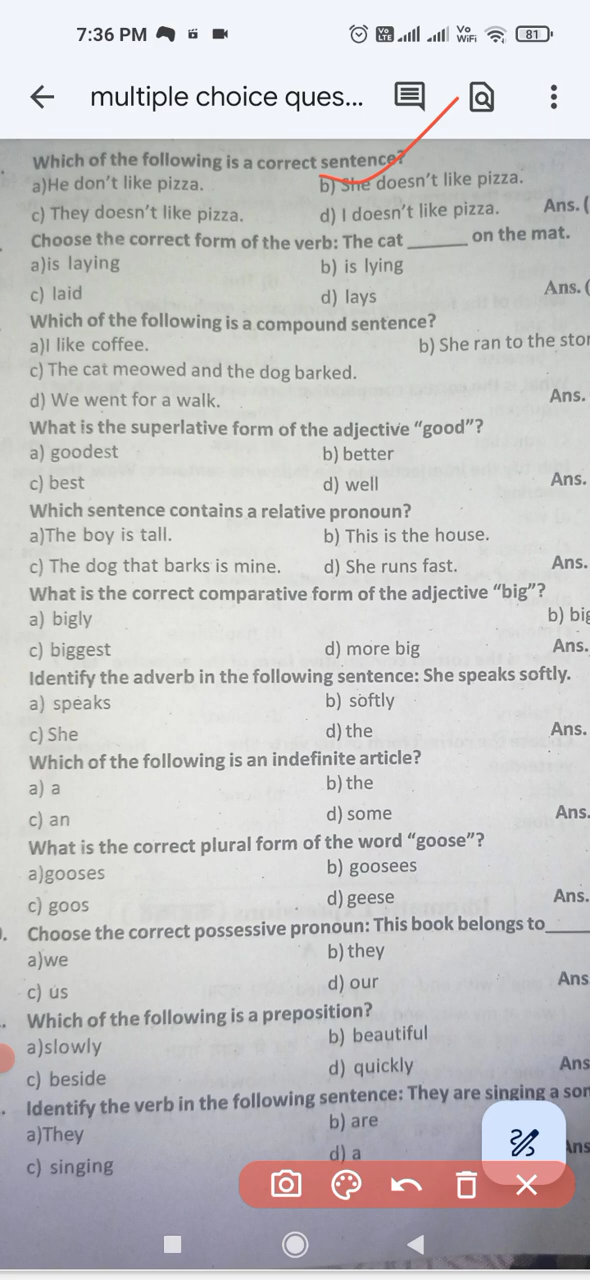 7:36 PM
Vo LTE
Vo WiFi
81
multiple choice ques...
Which of the following is a correct sentence?
a)He don't like pizza. b) She doesn't like pizza.
c) They doesn't like pizza. d) I doesn't like pizza. Ans. (
Choose the correct form of the verb: The cat ______ on the mat.
a)is laying b) is lying
c) laid d) lays Ans. (
Which of the following is a compound sentence?
a)I like coffee. b) She ran to the stor
c) The cat meowed and the dog barked.
d) We went for a walk. Ans.
What is the superlative form of the adjective “good”?
a) goodest b) better
c) best d) well Ans.
Which sentence contains a relative pronoun?
a)The boy is tall. b) This is the house.
c) The dog that barks is mine. d) She runs fast. Ans.
What is the correct comparative form of the adjective “big”?
a) bigly b) big
c) biggest d) more big Ans.
Identify the adverb in the following sentence: She speaks softly.
a) speaks b) softly
c) She d) the Ans.
Which of the following is an indefinite article?
a) a b) the
c) an d) some Ans.
What is the correct plural form of the word “goose”?
a)gooses b) goosees
c) goos d) geese Ans.
. Choose the correct possessive pronoun: This book belongs to____
a)we b) they
c) us d) our Ans
. Which of the following is a preposition?
a)slowly b) beautiful
c) beside d) quickly Ans
. Identify the verb in the following sentence: They are singing a son
a)They b) are
c) singing d) a Ans